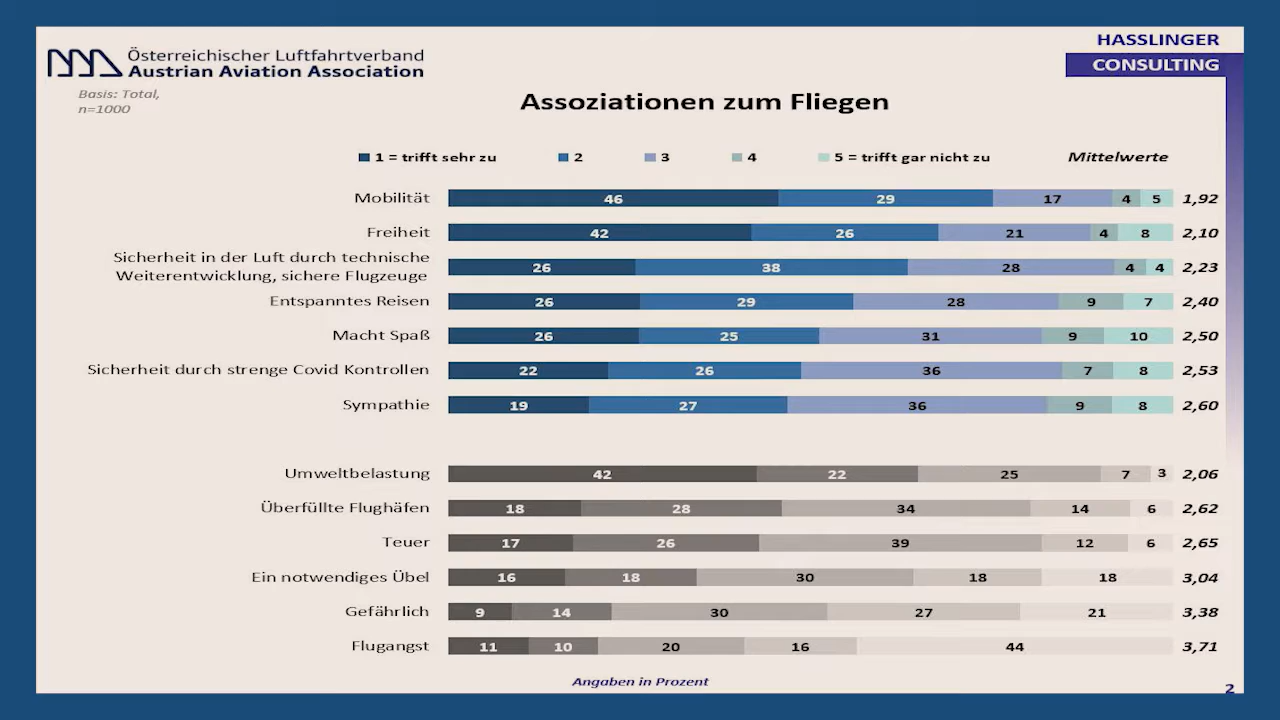 Österreichischer Luftfahrtverband
Austrian Aviation Association
HASSLINGER
CONSULTING
Basis: Total,
n=1000
Assoziationen zum Fliegen
1 = trifft sehr zu 2 3 4 5 = trifft gar nicht zu Mittelwerte
Mobilität 46 29 17 4 5 1,92
Freiheit 42 26 21 4 8 2,10
Sicherheit in der Luft durch technische
Weiterentwicklung, sichere Flugzeuge 26 38 28 4 4 2,23
Entspanntes Reisen 26 29 28 9 7 2,40
Macht Spaß 26 25 31 9 10 2,50
Sicherheit durch strenge Covid Kontrollen 22 26 36 7 8 2,53
Sympathie 19 27 36 9 8 2,60
Umweltbelastung 42 22 25 7 3 2,06
Überfüllte Flughäfen 18 28 34 14 6 2,62
Teuer 17 26 39 12 6 2,65
Ein notwendiges Übel 16 18 30 18 18 3,04
Gefährlich 9 14 30 27 21 3,38
Flugangst 11 10 20 16 44 3,71
Angaben in Prozent
2